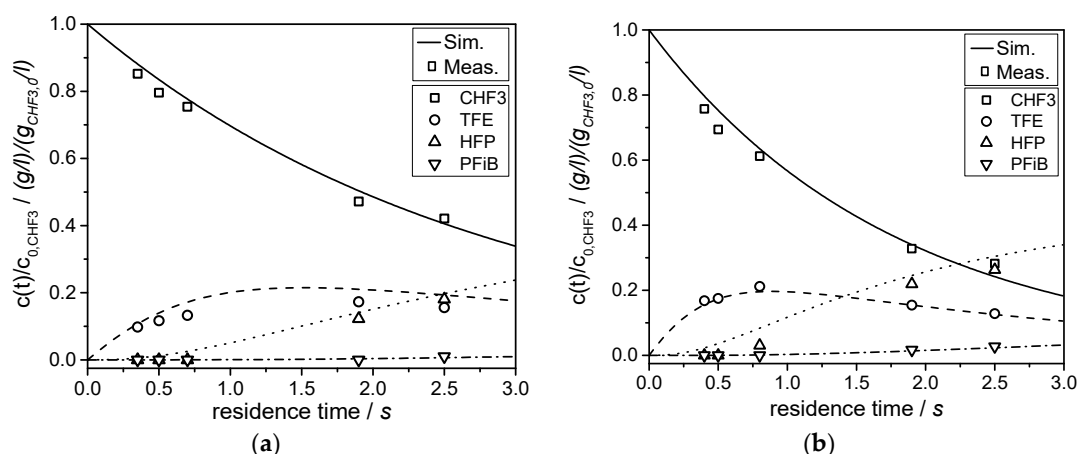 1.0
0.8
0.6
0.4
0.2
0.0
c(t)/c0,CHF3 / (g/l)/(gCHF3,0/l)
Sim.
Meas.
CHF3
TFE
HFP
PFiB
0.0 0.5 1.0 1.5 2.0 2.5 3.0
residence time / s
(a)
1.0
0.8
0.6
0.4
0.2
0.0
c(t)/c0,CHF3 / (g/l)/(gCHF3,0/l)
Sim.
Meas.
CHF3
TFE
HFP
PFiB
0.0 0.5 1.0 1.5 2.0 2.5 3.0
residence time / s
(b)